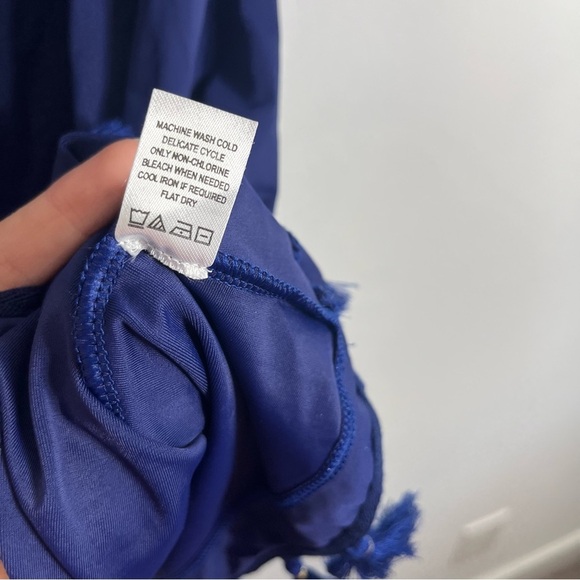 MACHINE WASH COLD
DELICATE CYCLE
ONLY NON-CHLORINE
BLEACH WHEN NEEDED
COOL IRON IF REQUIRED
FLAT DRY